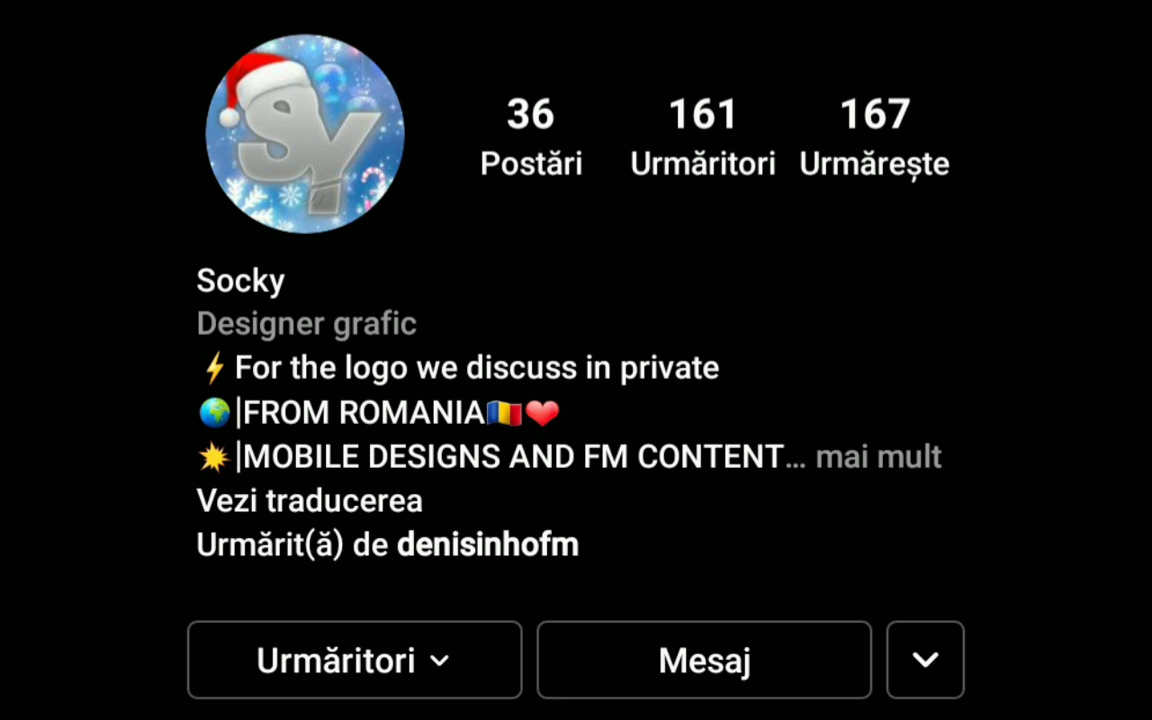 SY
36 161 167
Postări Urmăritori Urmărește
Socky
Designer grafic
⚡For the logo we discuss in private
🌍|FROM ROMANIA🇷🇴❤️
💥|MOBILE DESIGNS AND FM CONTENT… mai mult
Vezi traducerea
Urmărit(ă) de denisinhofm
Urmăritori Mesaj